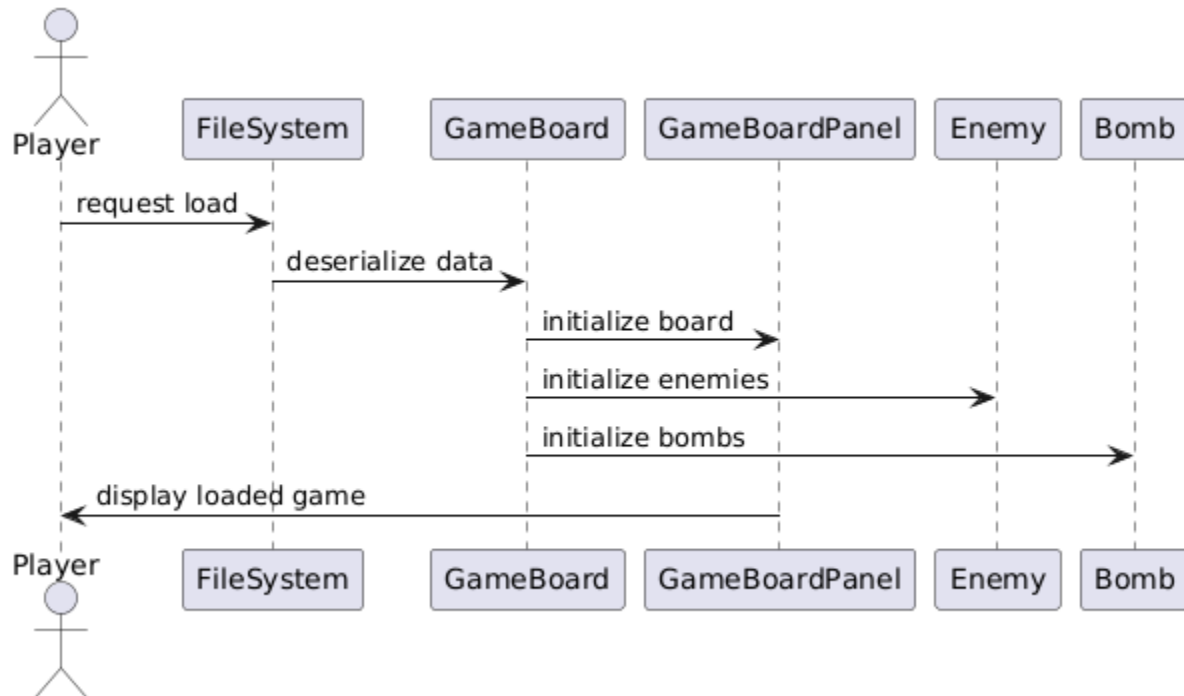 Player
FileSystem
GameBoard
GameBoardPanel
Enemy
Bomb
request load
deserialize data
initialize board
initialize enemies
initialize bombs
display loaded game
Player
FileSystem
GameBoard
GameBoardPanel
Enemy
Bomb